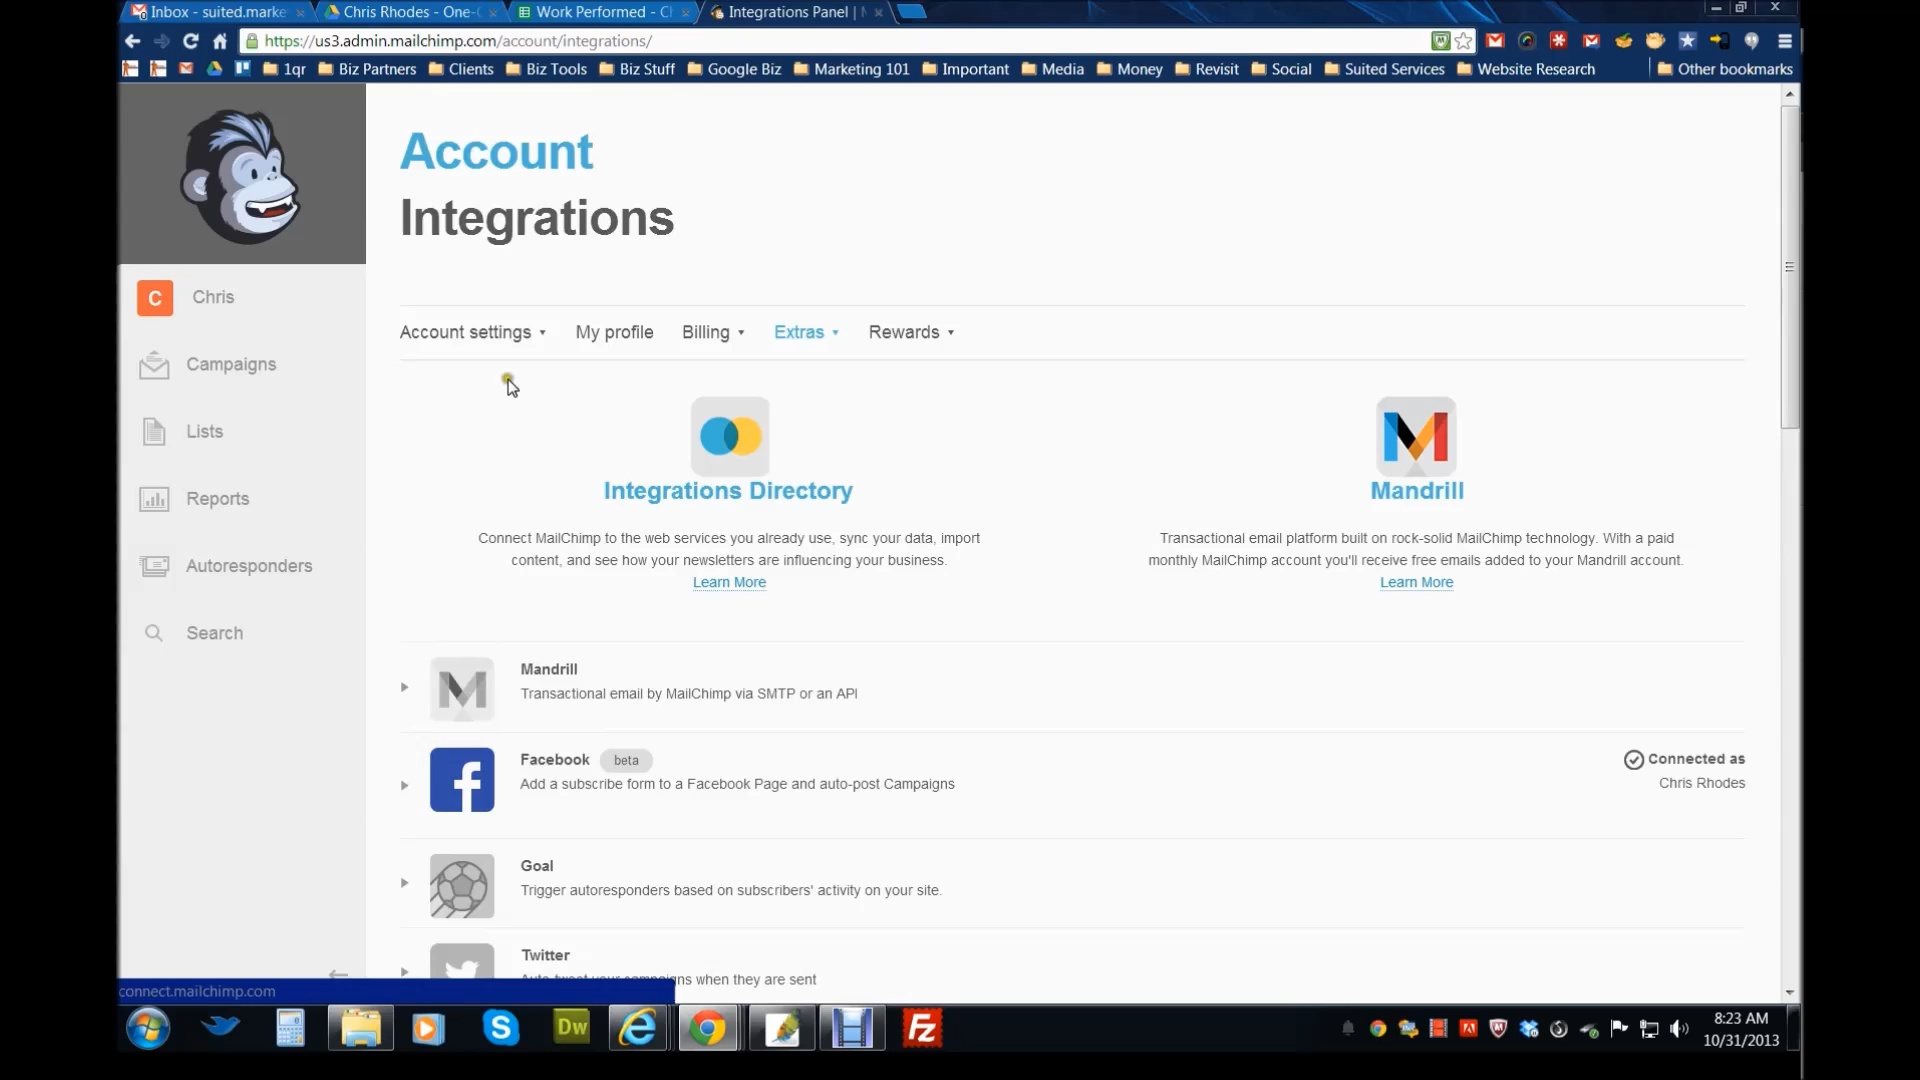 Inbox - suited.marke
Chris Rhodes - One-
Work Performed - C
Integrations Panel |
https://us3.admin.mailchimp.com/account/integrations/
1qr
Biz Partners
Clients
Biz Tools
Biz Stuff
Google Biz
Marketing 101
Important
Media
Money
Revisit
Social
Suited Services
Website Research
Other bookmarks
Account
Integrations
C Chris
Campaigns
Lists
Reports
Autoresponders
Search
Account settings
My profile
Billing
Extras
Rewards
Integrations Directory
Connect MailChimp to the web services you already use, sync your data, import
content, and see how your newsletters are influencing your business.
Learn More
Mandrill
Transactional email platform built on rock-solid MailChimp technology. With a paid
monthly MailChimp account you'll receive free emails added to your Mandrill account.
Learn More
Mandrill
Transactional email by MailChimp via SMTP or an API
Facebook beta
Add a subscribe form to a Facebook Page and auto-post Campaigns
Connected as
Chris Rhodes
Goal
Trigger autoresponders based on subscribers' activity on your site.
Twitter
Auto-tweet your campaigns when they are sent
connect.mailchimp.com
Dw
Fz
8:23 AM
10/31/2013